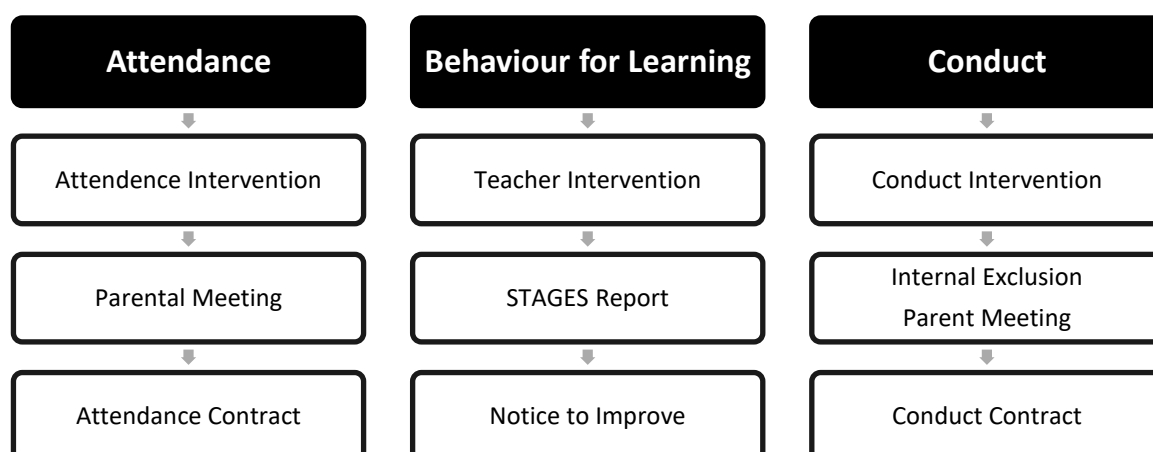 Attendance
Behaviour for Learning
Conduct
Attendence Intervention
Teacher Intervention
Conduct Intervention
Parental Meeting
STAGES Report
Internal Exclusion
Parent Meeting
Attendance Contract
Notice to Improve
Conduct Contract